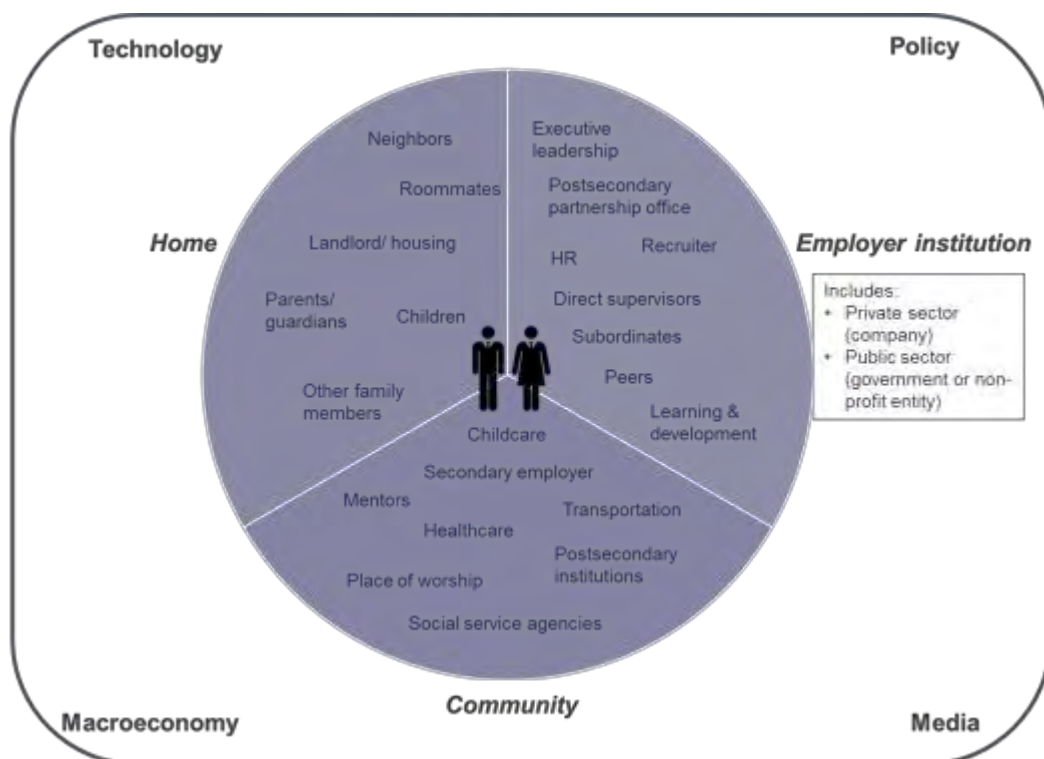 Technology
Policy
Neighbors
Executive
leadership
Roommates
Postsecondary
partnership office
Home
Landlord/ housing
HR
Recruiter
Employer institution
Includes:
• Private sector
(company)
• Public sector
(government or non-
profit entity)
Parents/
guardians
Children
Direct supervisors
Subordinates
Peers
Other family
members
Learning &
development
Childcare
Secondary employer
Mentors
Transportation
Healthcare
Postsecondary
institutions
Place of worship
Social service agencies
Community
Macroeconomy
Media